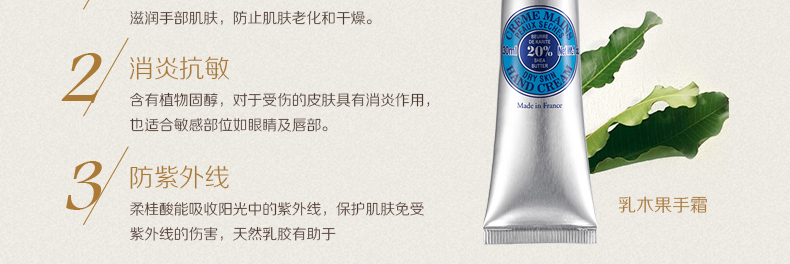 滋润手部肌肤，防止肌肤老化和干燥。
2 消炎抗敏
含有植物固醇，对于受伤的皮肤具有消炎作用，
也适合敏感部位如眼睛及唇部。
3 防紫外线
柔桂酸能吸收阳光中的紫外线，保护肌肤免受
紫外线的伤害，天然乳胶有助于
CREME MAINS
PEAUX SECHES
BEURRE
DE KARITE
20%
SHEA
BUTTER
DRY SKIN
HAND CREAM
Made in France
乳木果手霜